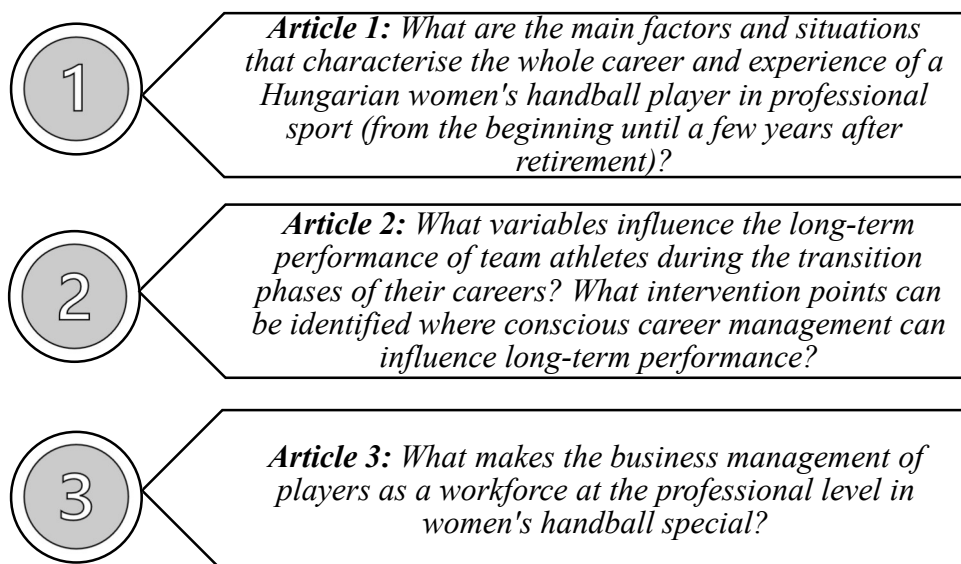 1
Article 1: What are the main factors and situations
that characterise the whole career and experience of a
Hungarian women's handball player in professional
sport (from the beginning until a few years after
retirement)?
2
Article 2: What variables influence the long-term
performance of team athletes during the transition
phases of their careers? What intervention points can
be identified where conscious career management can
influence long-term performance?
3
Article 3: What makes the business management of
players as a workforce at the professional level in
women's handball special?